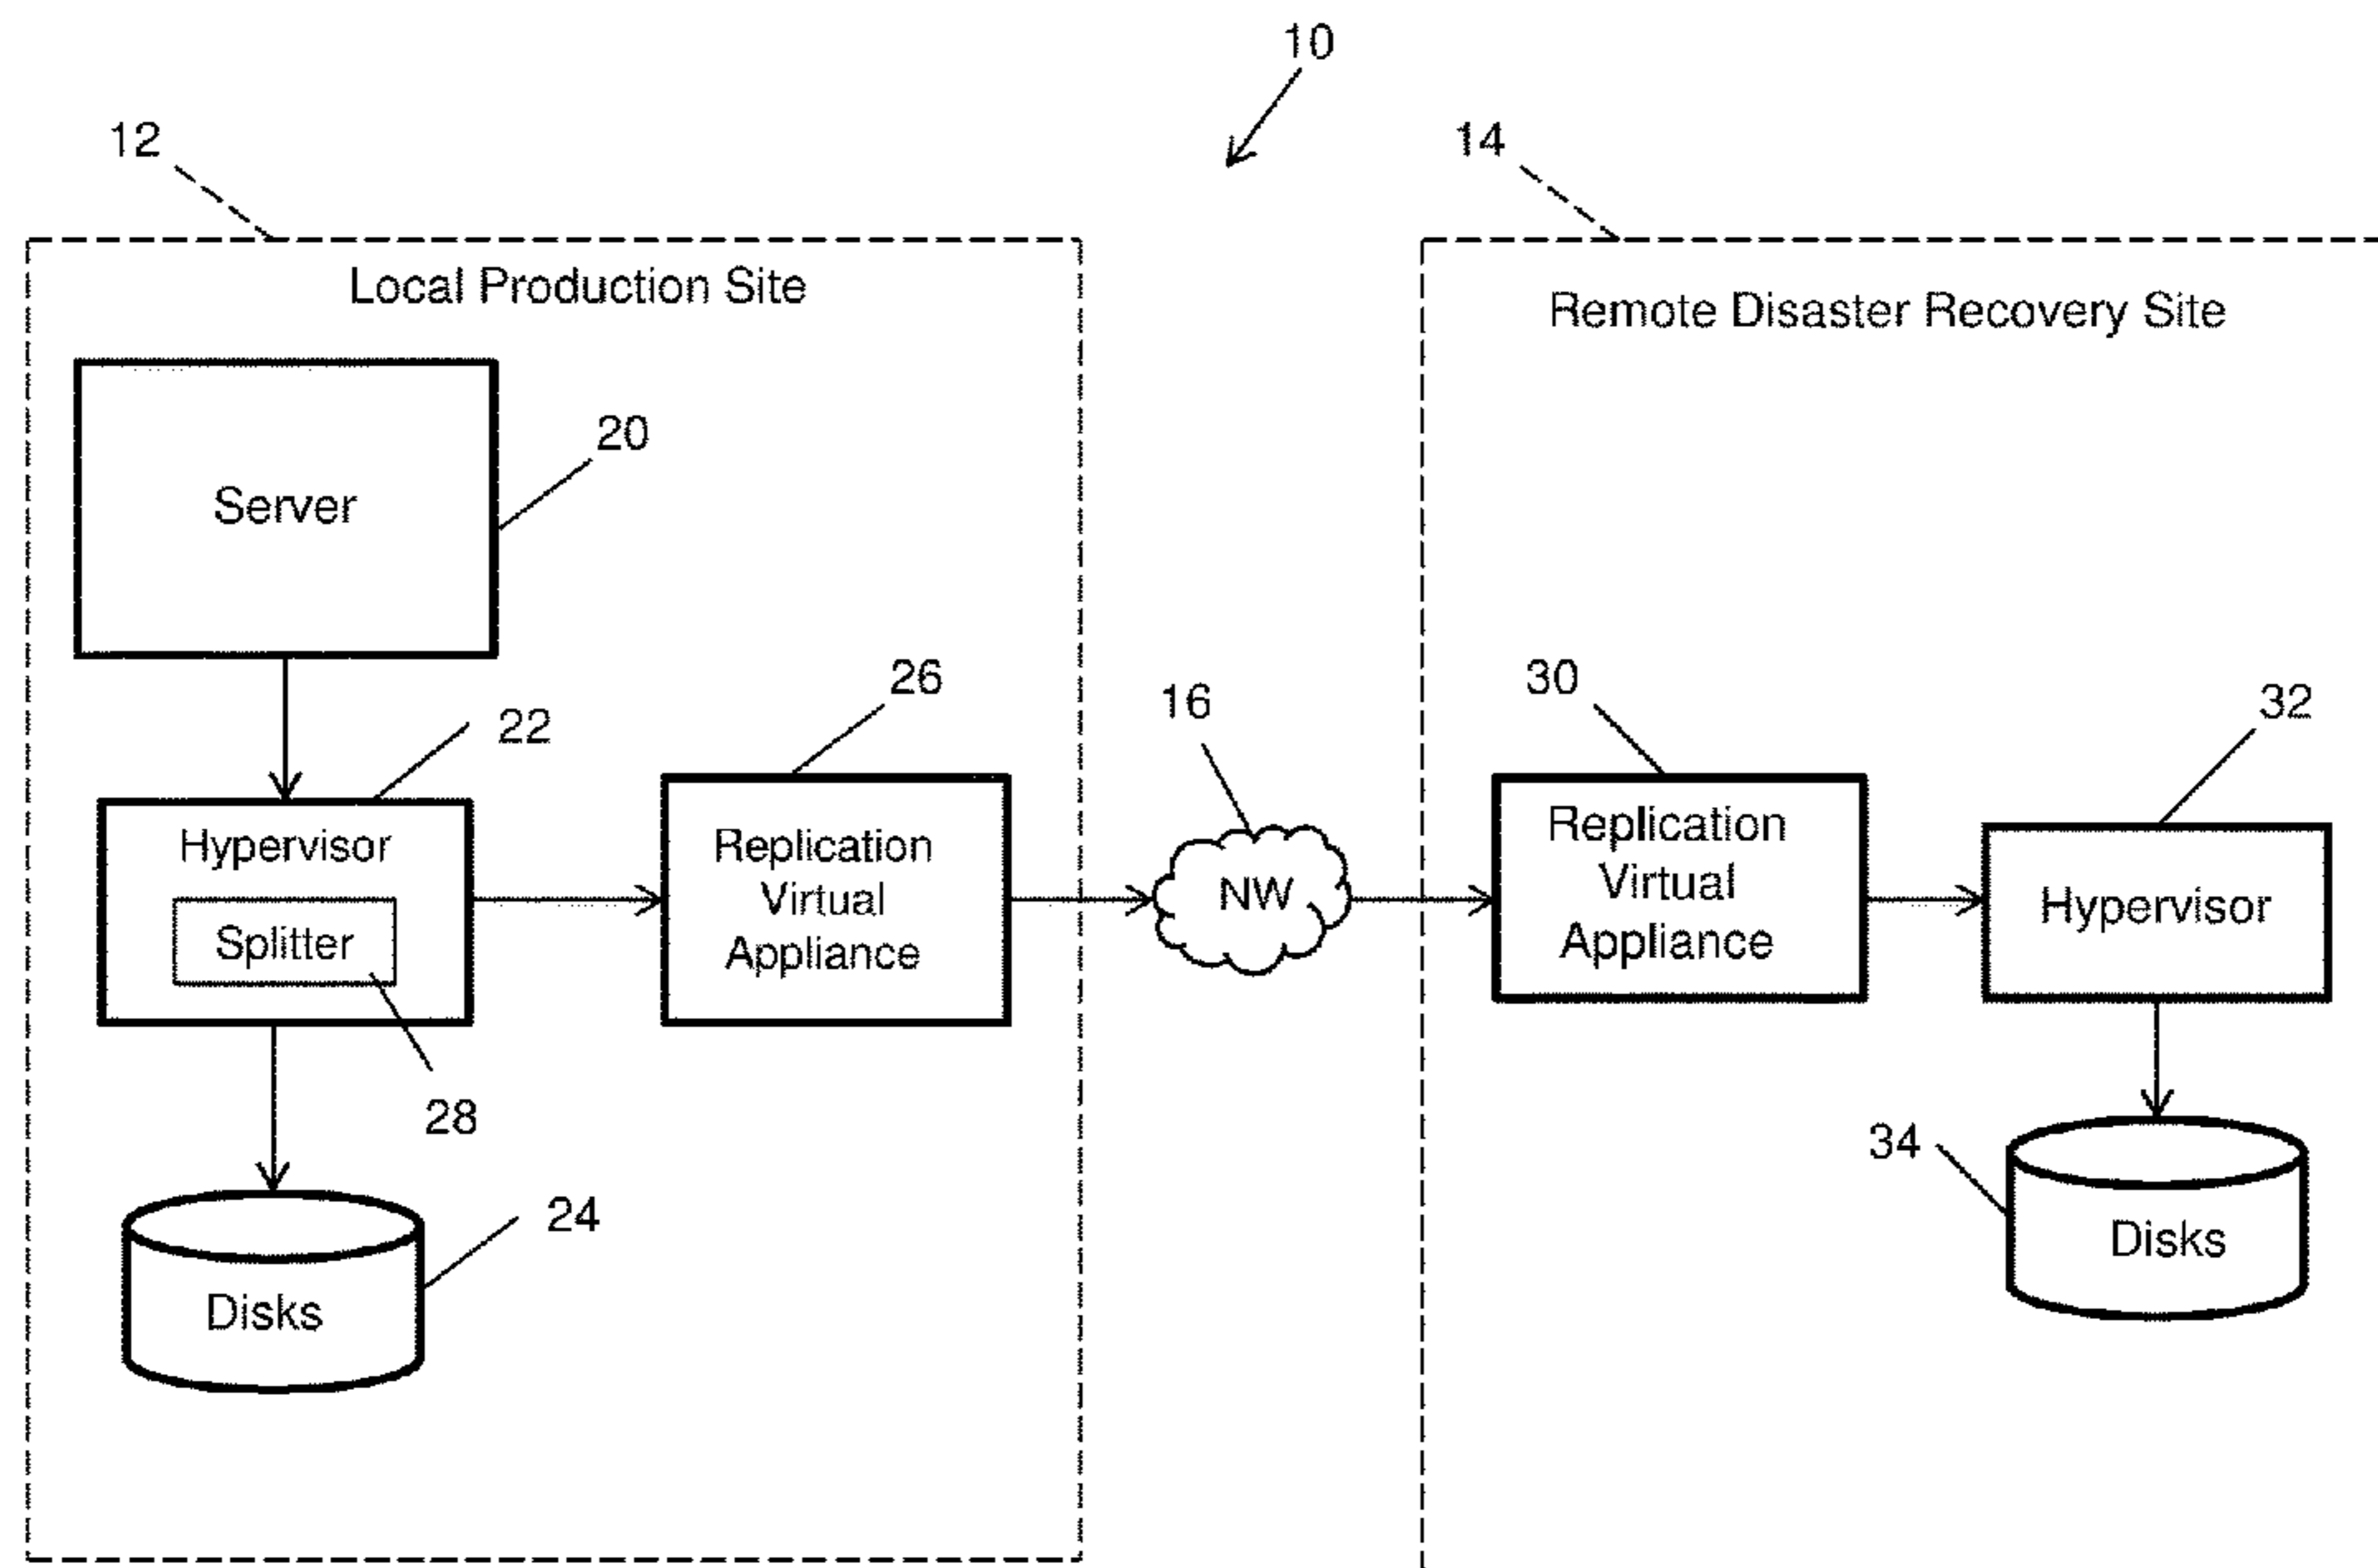 10
12
14
Local Production Site
Remote Disaster Recovery Site
20
Server
26
16
30
32
22
Hypervisor
Splitter
28
Replication
Virtual
Appliance
NW
Replication
Virtual
Appliance
Hypervisor
24
Disks
34
Disks